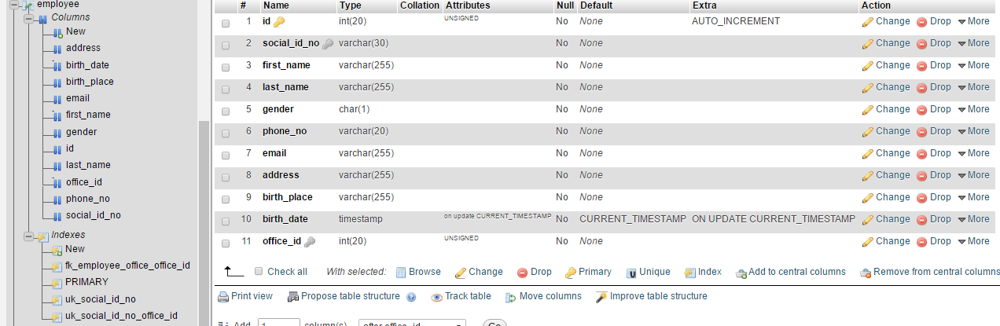 employee
Columns
New
address
birth_date
birth_place
email
first_name
gender
id
last_name
office_id
phone_no
social_id_no
Indexes
New
fk_employee_office_office_id
PRIMARY
uk_social_id_no
uk_social_id_no_office_id
# Name Type Collation Attributes Null Default Extra Action
1 id int(20) UNSIGNED No None AUTO_INCREMENT Change Drop More
2 social_id_no varchar(30) No None Change Drop More
3 first_name varchar(255) No None Change Drop More
4 last_name varchar(255) No None Change Drop More
5 gender char(1) No None Change Drop More
6 phone_no varchar(20) No None Change Drop More
7 email varchar(255) No None Change Drop More
8 address varchar(255) No None Change Drop More
9 birth_place varchar(255) No None Change Drop More
10 birth_date timestamp on update CURRENT_TIMESTAMP No CURRENT_TIMESTAMP ON UPDATE CURRENT_TIMESTAMP Change Drop More
11 office_id int(20) UNSIGNED No None Change Drop More
Check all With selected: Browse Change Drop Primary Unique Index Add to central columns Remove from central columns
Print view Propose table structure Track table Move columns Improve table structure
Add 1 column(s) after office_id Go